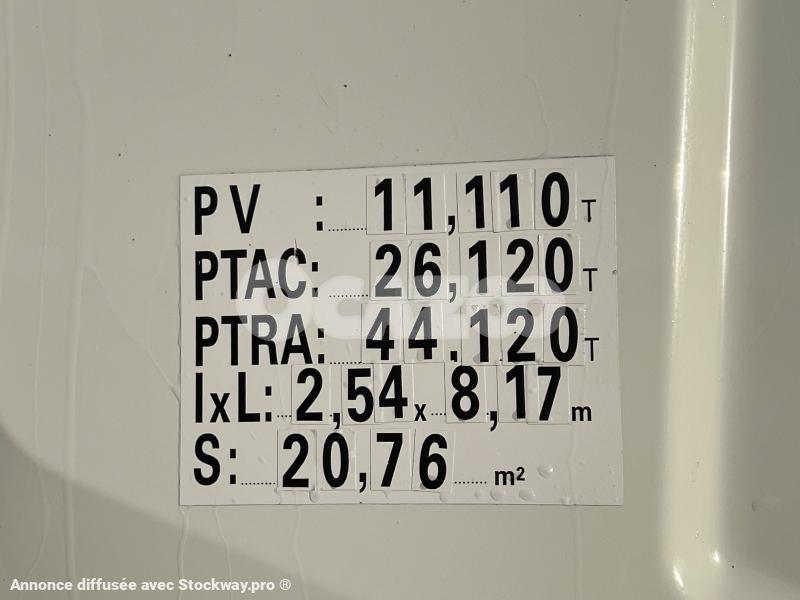 PV : 11,110 T
PTAC: 26,120 T
PTRA: 44.120 T
lxL: 2,54 x 8,17 m
S: 20,76 m²
Ocazoo
Annonce diffusée avec Stockway.pro ®